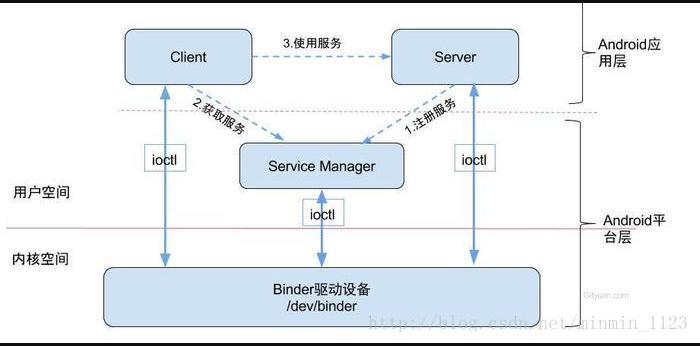 Client
3.使用服务
Server
Android应
用层
2.获取服务
1.注册服务
ioctl
Service Manager
ioctl
用户空间
ioctl
Android平
台层
内核空间
Binder驱动设备
/dev/binder
Gityuan.com
http://blog.csdn.net/minmin_1123